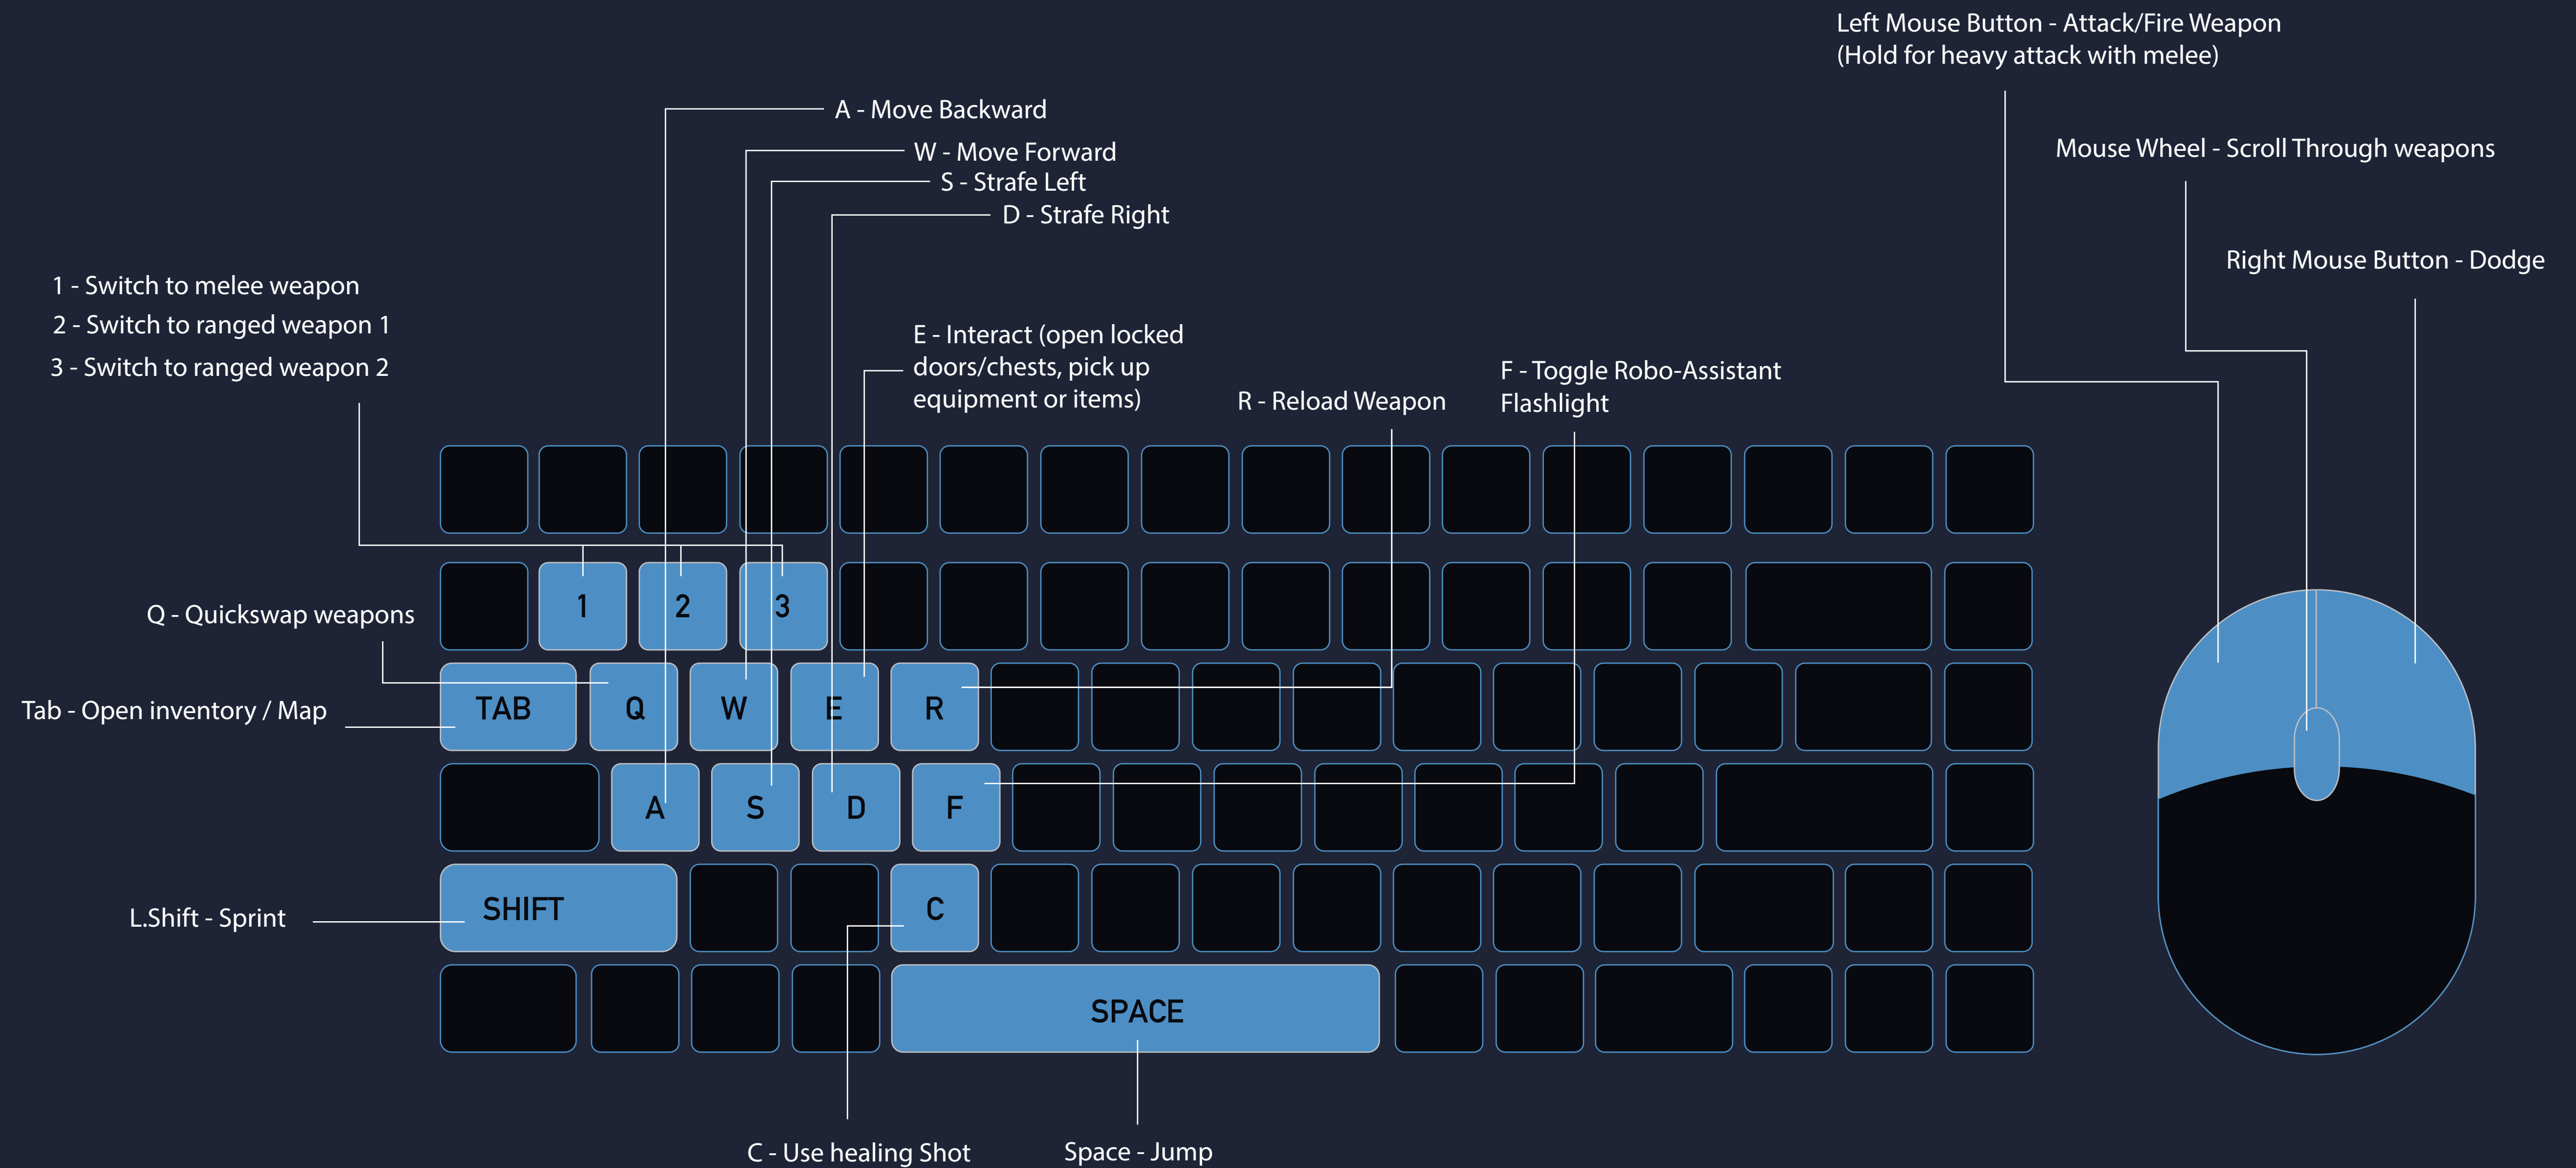 Left Mouse Button - Attack/Fire Weapon
(Hold for heavy attack with melee)
A - Move Backward
W - Move Forward
Mouse Wheel - Scroll Through weapons
S - Strafe Left
D - Strafe Right
Right Mouse Button - Dodge
1 - Switch to melee weapon
2 - Switch to ranged weapon 1
3 - Switch to ranged weapon 2
E - Interact (open locked
doors/chests, pick up
equipment or items)
R - Reload Weapon
F - Toggle Robo-Assistant
Flashlight
1 2 3
Q - Quickswap weapons
TAB Q W E R
Tab - Open inventory / Map
A S D F
SHIFT C
L.Shift - Sprint
SPACE
C - Use healing Shot
Space - Jump